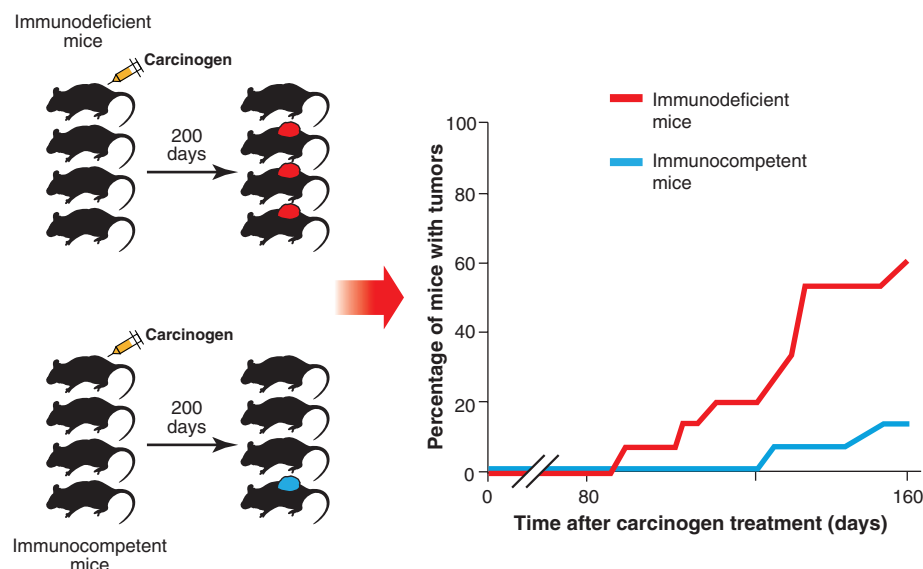 Immunodeficient
mice
Carcinogen
200
days
Carcinogen
200
days
Immunocompetent
mice
Immunodeficient
mice
Immunocompetent
mice
Percentage of mice with tumors
100
80
60
40
20
0
0
80
160
Time after carcinogen treatment (days)